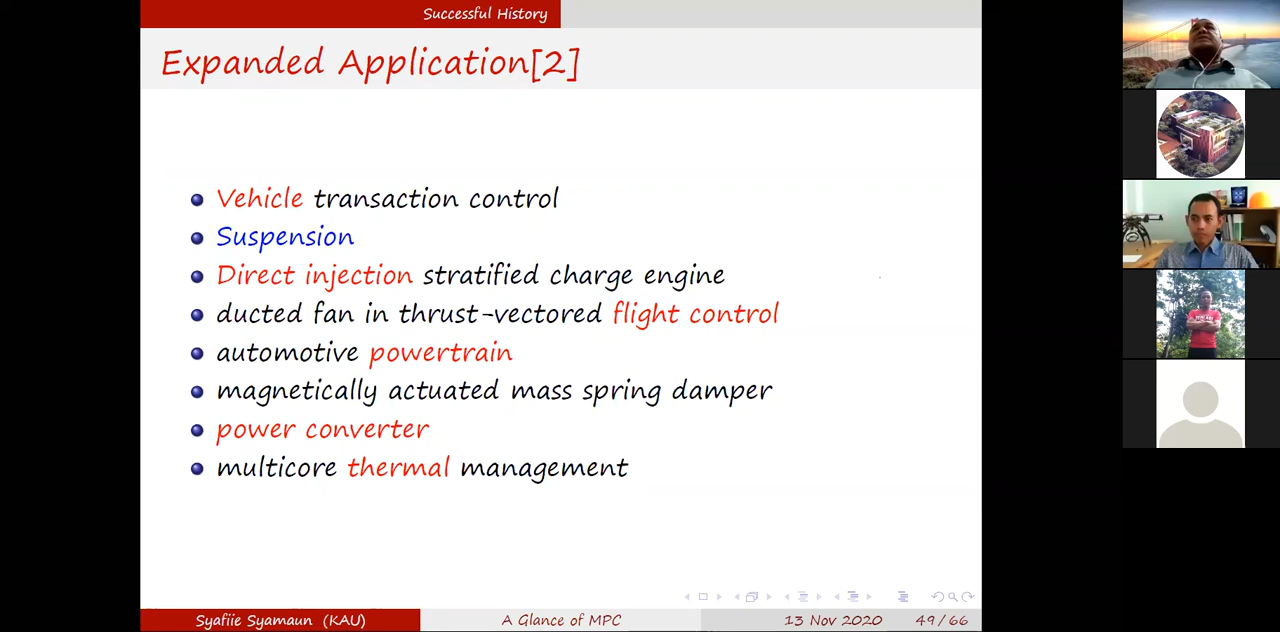 Successful History
Expanded Application[2]
Vehicle transaction control
Suspension
Direct injection stratified charge engine
ducted fan in thrust-vectored flight control
automotive powertrain
magnetically actuated mass spring damper
power converter
multicore thermal management
Syafiie Syamaun (KAU)
A Glance of MPC
13 Nov 2020
49/66